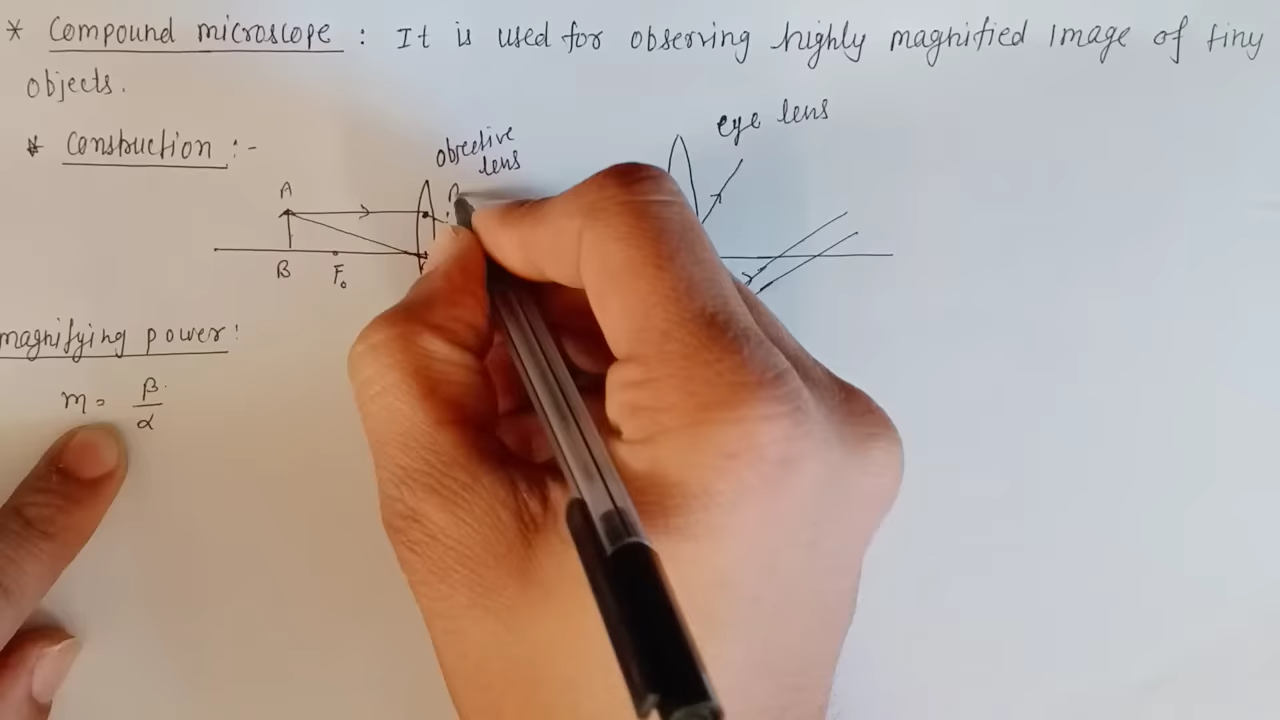 * Compound microscope : It is used for observing highly magnified image of tiny
objects.
* Construction :-
objective
lens
eye lens
A
B
F₀
magnifying power:
m = β/α